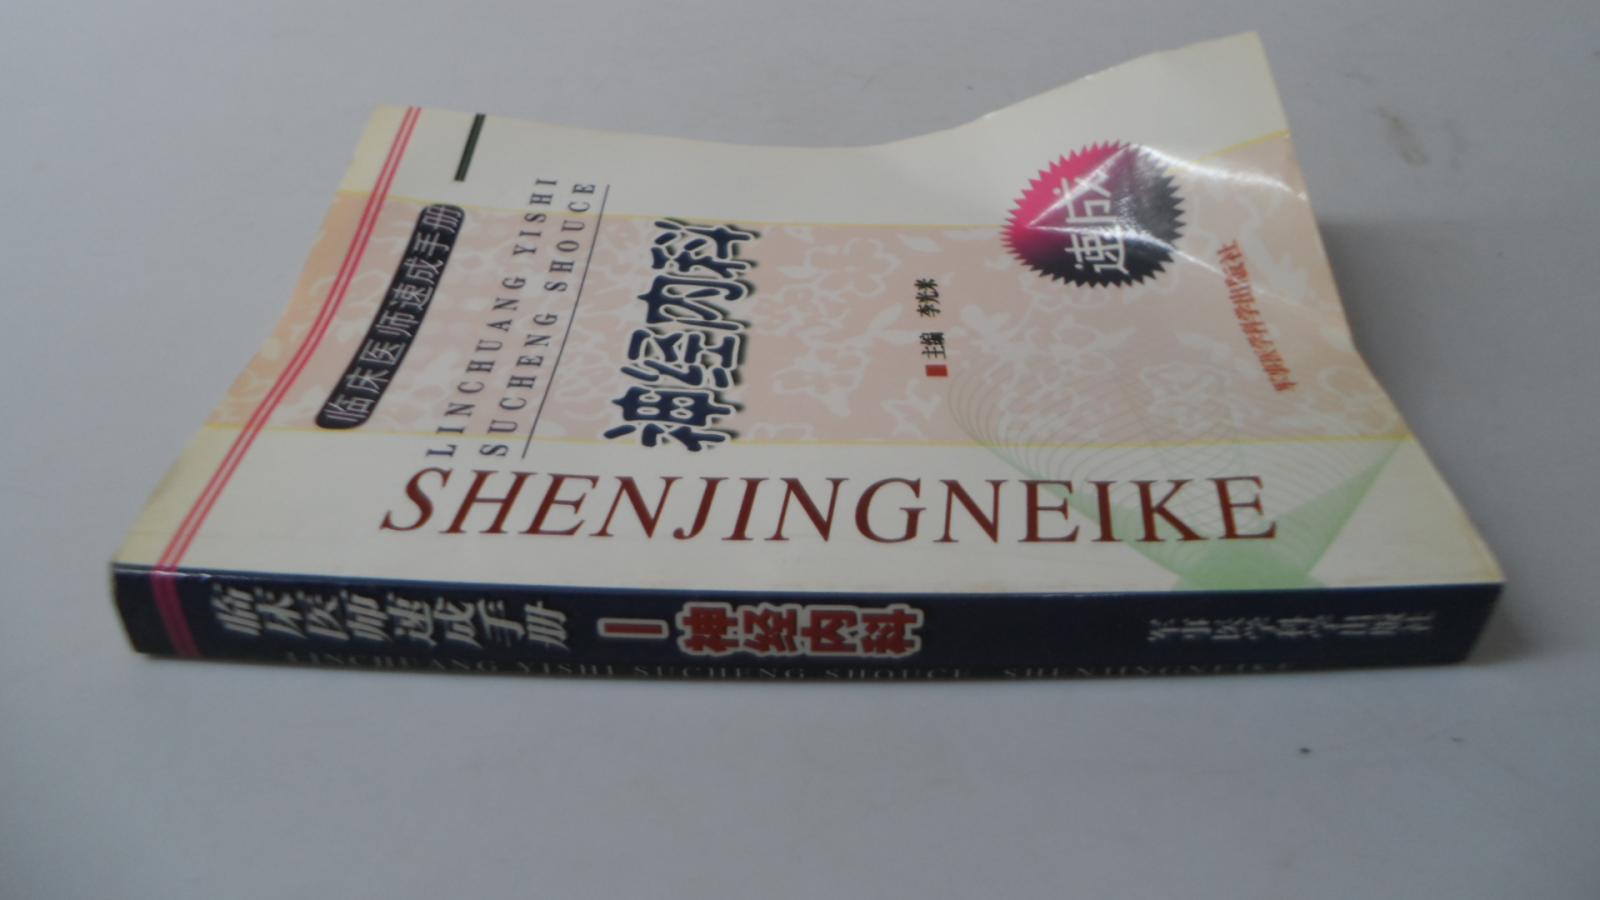 临床医师速成手册
LINCHUANG YISHI
SUCHENG SHOUCE
神经内科
SHENJINGNEIKE
主编 李光来
速成
军事医学科学出版社
临床医师速成手册—神经内科
军事医学科学出版社
LINCHUANG YISHI SUCHENG SHOUCE SHENJINGNEIKE